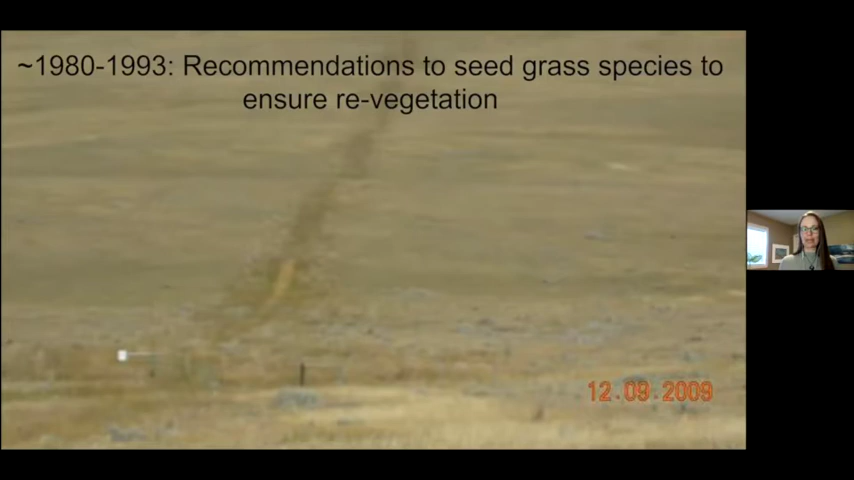 ~1980-1993: Recommendations to seed grass species to
ensure re-vegetation
12.09.2009